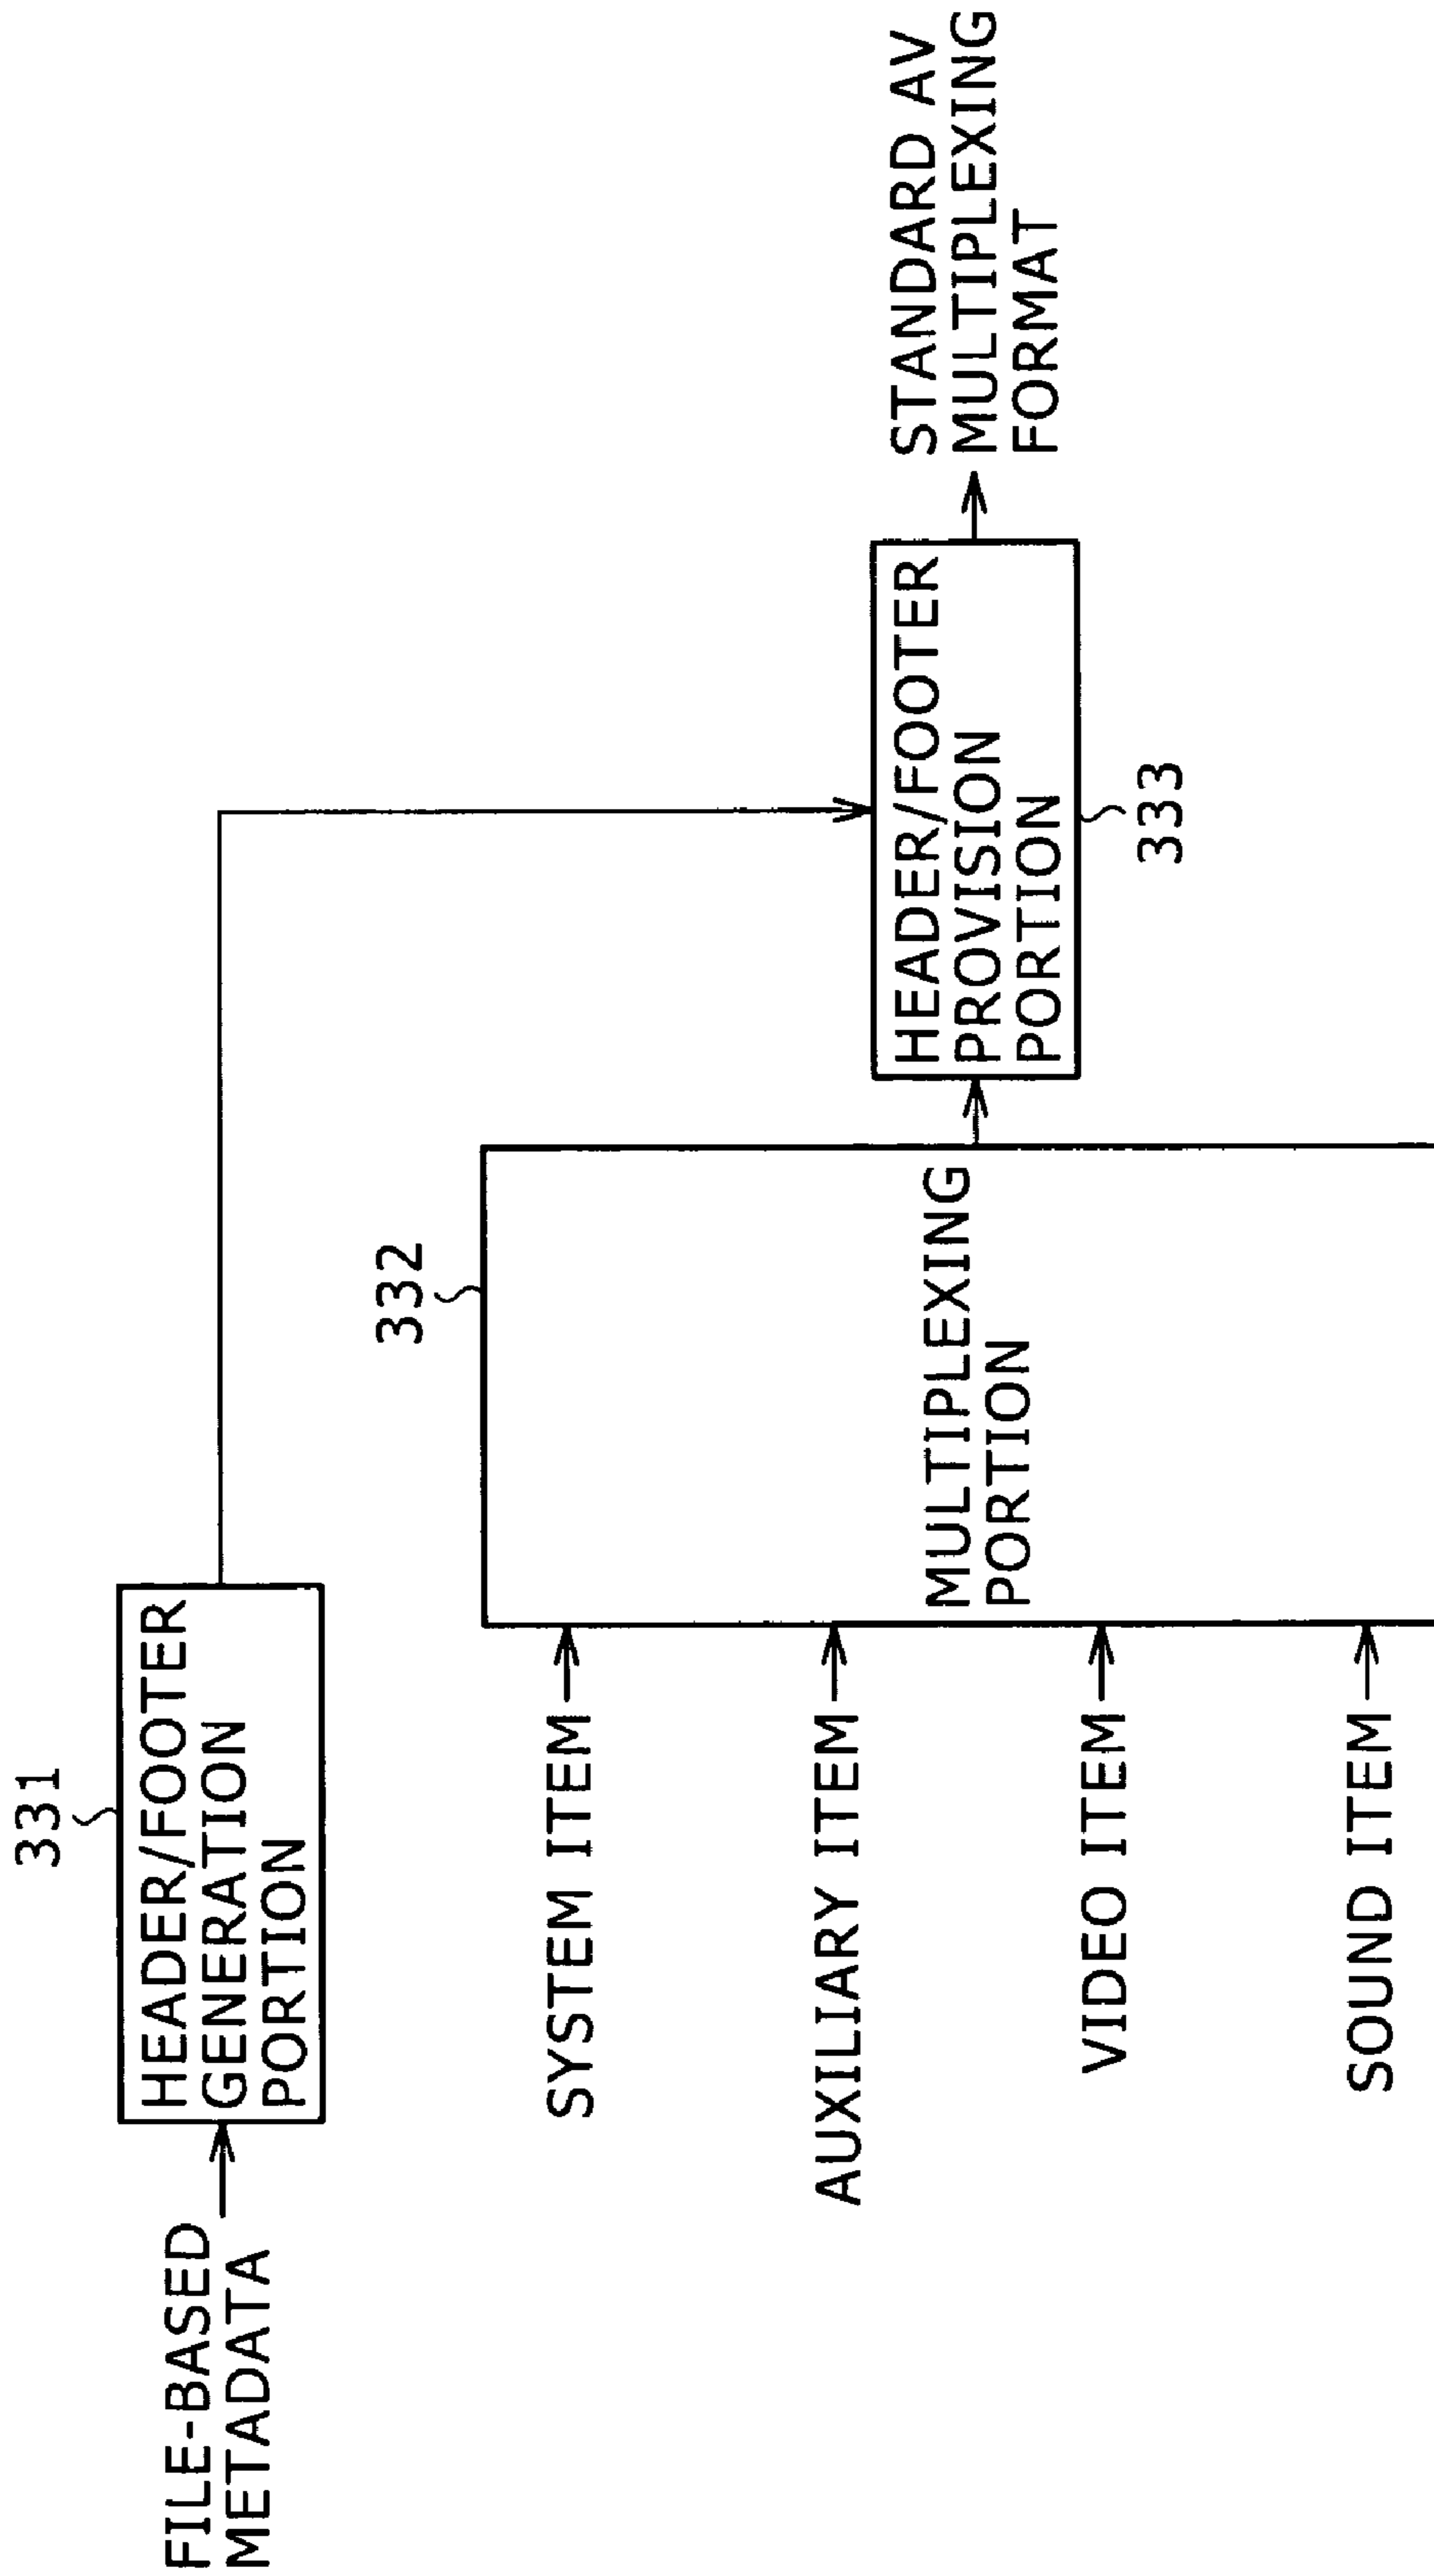 331
FILE-BASED
METADATA
HEADER/FOOTER
GENERATION
PORTION
332
SYSTEM ITEM
AUXILIARY ITEM
VIDEO ITEM
SOUND ITEM
MULTIPLEXING
PORTION
HEADER/FOOTER
PROVISION
PORTION
333
STANDARD AV
MULTIPLEXING
FORMAT